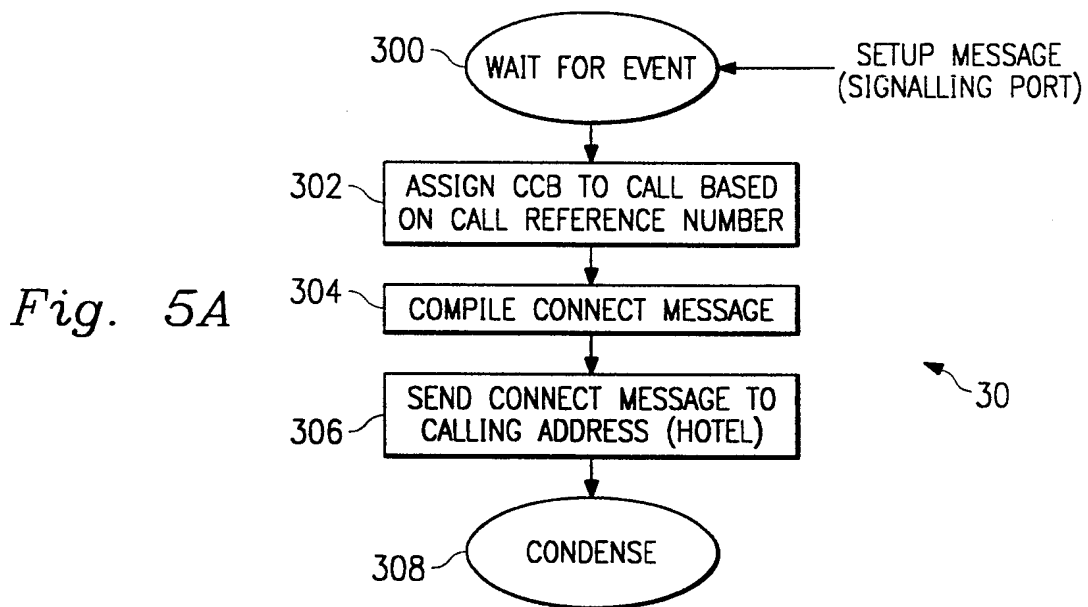 300
WAIT FOR EVENT
SETUP MESSAGE
(SIGNALLING PORT)
302
ASSIGN CCB TO CALL BASED
ON CALL REFERENCE NUMBER
Fig. 5A
304
COMPILE CONNECT MESSAGE
306
SEND CONNECT MESSAGE TO
CALLING ADDRESS (HOTEL)
30
308
CONDENSE